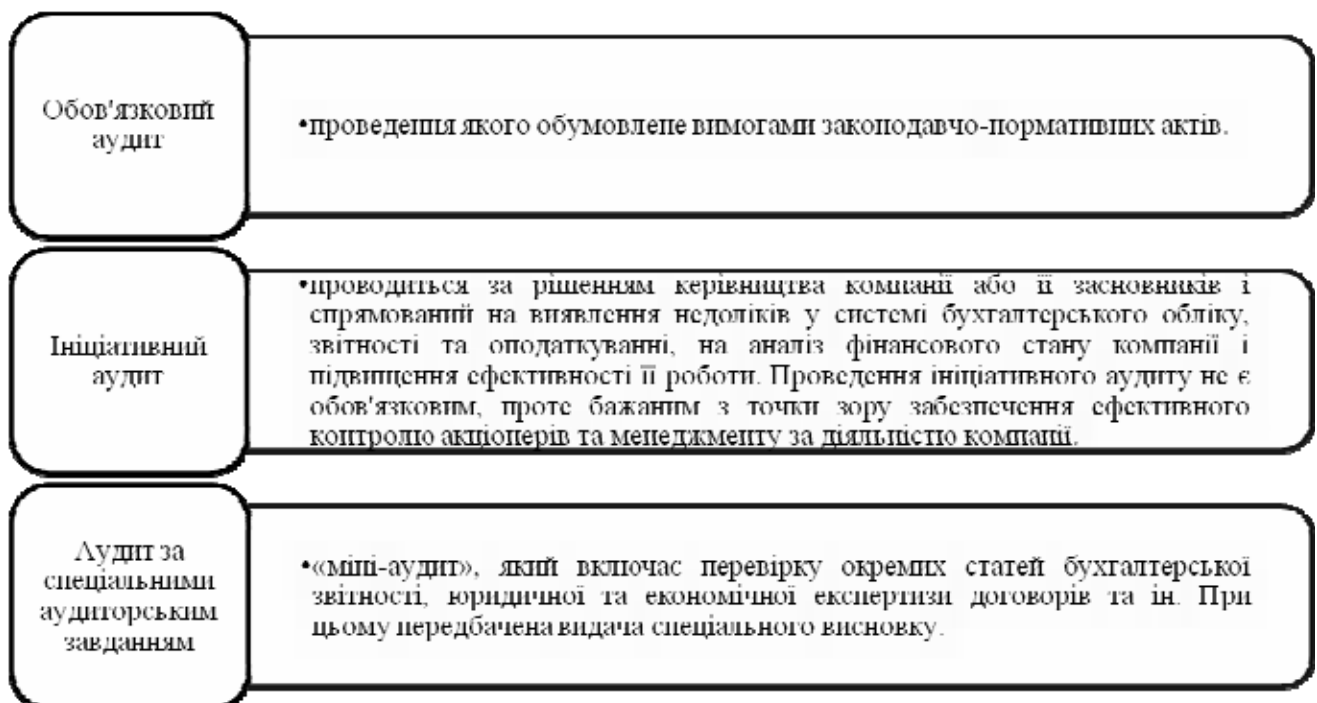 Обов'язковий
аудит
•проведення якого обумовлене вимогами законодавчо-нормативних актів.
Ініціативний
аудит
•проводиться за рішенням керівництва компанії або її засновників і
спрямований на виявлення недоліків у системі бухгалтерського обліку,
звітності та оподаткуванні, на аналіз фінансового стану компанії і
підвищення ефективності її роботи. Проведення ініціативного аудиту не є
обов'язковим, проте бажаним з точки зору забезпечення ефективного
контролю акціонерів та менеджменту за діяльністю компанії.
Аудит за
спеціальними
аудиторським
завданням
•«міні-аудит», який включає перевірку окремих статей бухгалтерської
звітності, юридичної та економічної експертизи договорів та ін. При
цьому передбачена видача спеціального висновку.